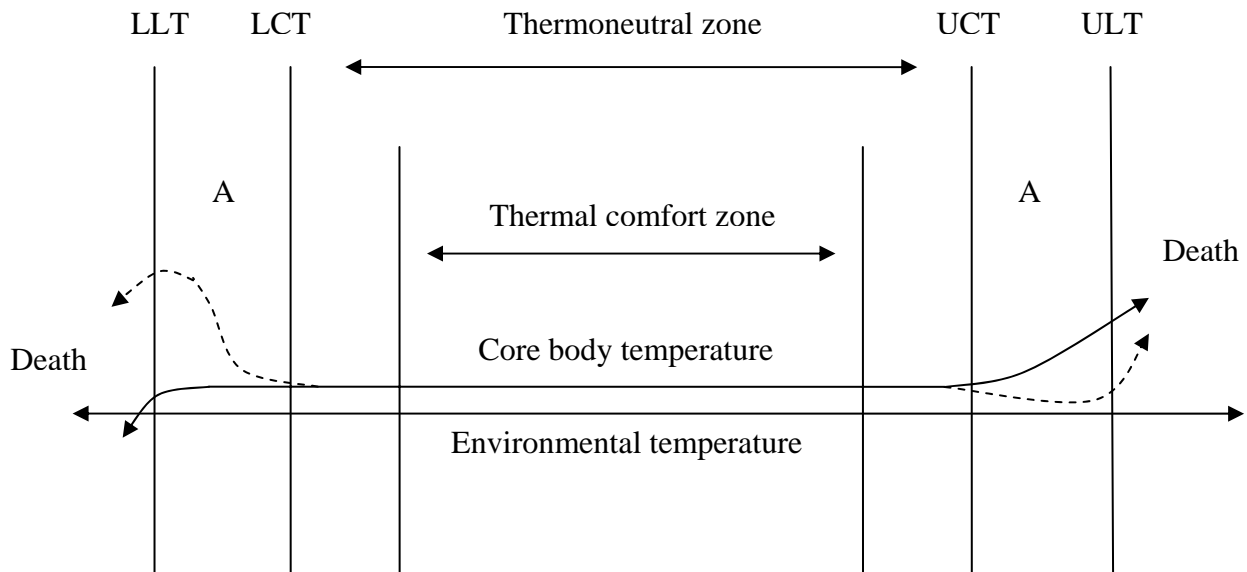 LLT LCT Thermoneutral zone UCT ULT
A A
Thermal comfort zone
Death
Core body temperature
Death
Environmental temperature